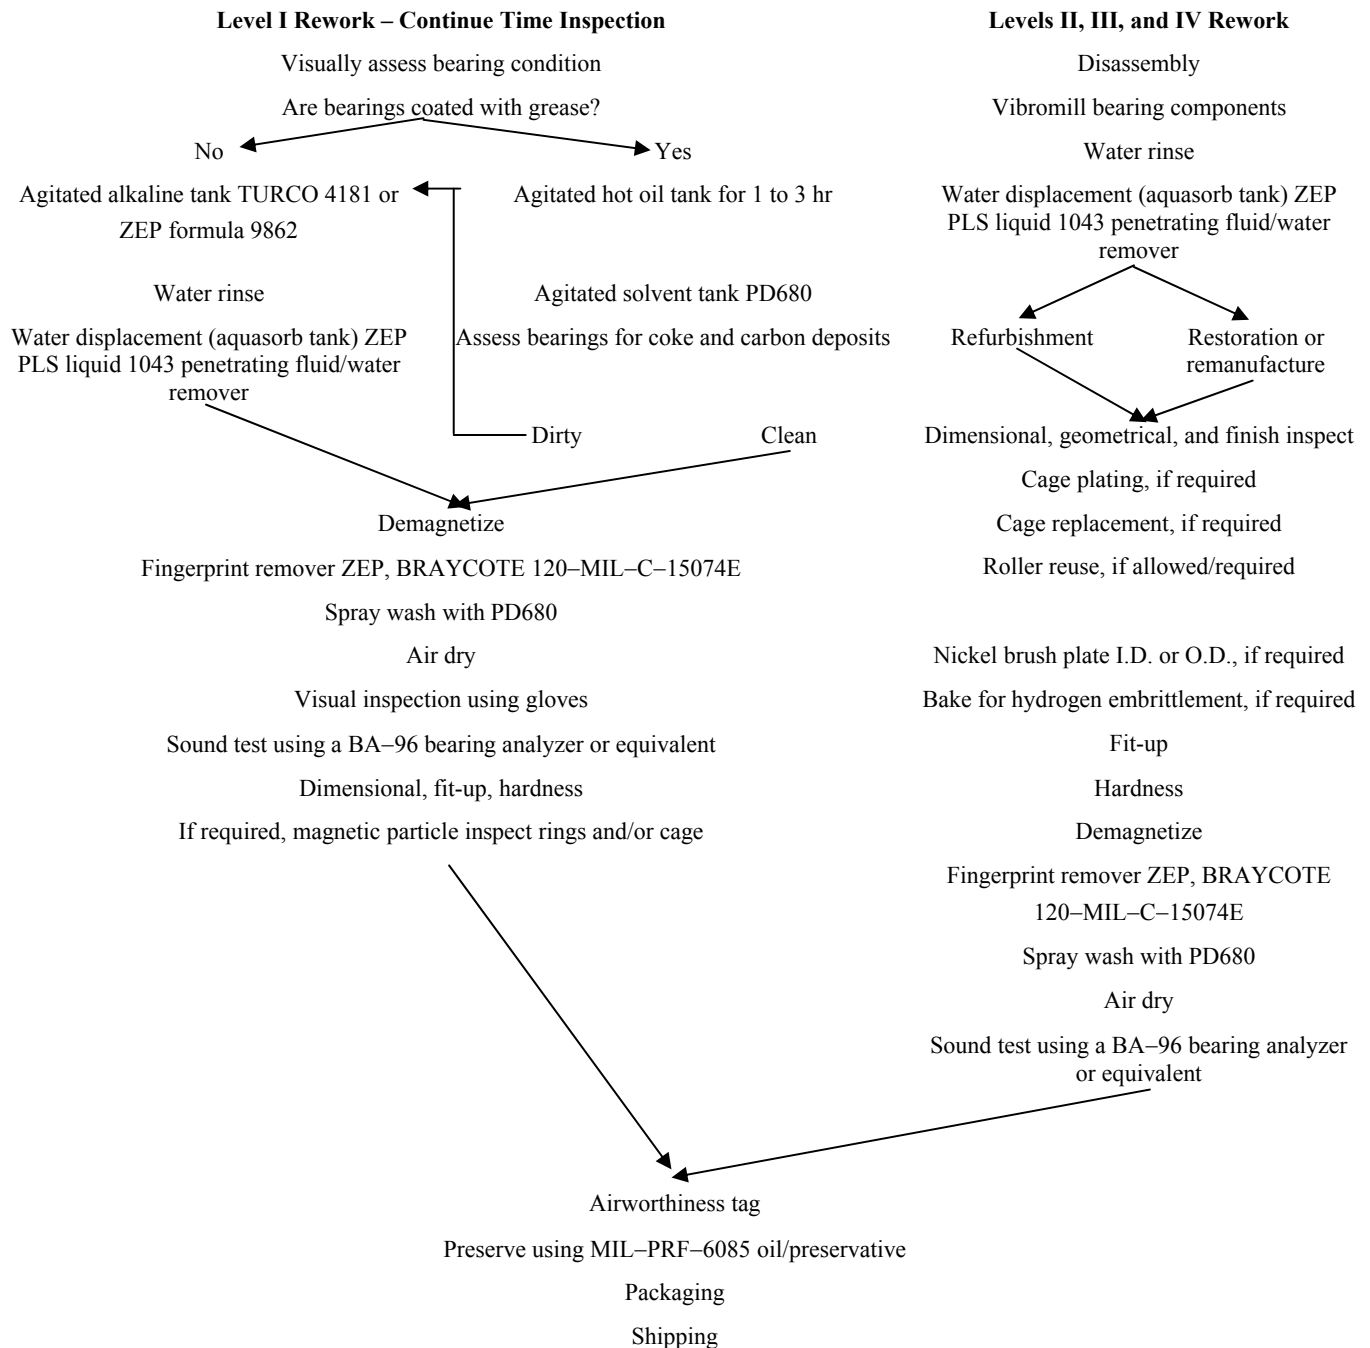 Level I Rework – Continue Time Inspection
Visually assess bearing condition
Are bearings coated with grease?
No
Yes
Agitated alkaline tank TURCO 4181 or
ZEP formula 9862
Agitated hot oil tank for 1 to 3 hr
Water rinse
Agitated solvent tank PD680
Water displacement (aquasorb tank) ZEP
PLS liquid 1043 penetrating fluid/water
remover
Assess bearings for coke and carbon deposits
Dirty
Clean
Demagnetize
Fingerprint remover ZEP, BRAYCOTE 120–MIL–C–15074E
Spray wash with PD680
Air dry
Visual inspection using gloves
Sound test using a BA–96 bearing analyzer or equivalent
Dimensional, fit-up, hardness
If required, magnetic particle inspect rings and/or cage
Levels II, III, and IV Rework
Disassembly
Vibromill bearing components
Water rinse
Water displacement (aquasorb tank) ZEP
PLS liquid 1043 penetrating fluid/water
remover
Refurbishment
Restoration or
remanufacture
Dimensional, geometrical, and finish inspect
Cage plating, if required
Cage replacement, if required
Roller reuse, if allowed/required
Nickel brush plate I.D. or O.D., if required
Bake for hydrogen embrittlement, if required
Fit-up
Hardness
Demagnetize
Fingerprint remover ZEP, BRAYCOTE
120–MIL–C–15074E
Spray wash with PD680
Air dry
Sound test using a BA–96 bearing analyzer
or equivalent
Airworthiness tag
Preserve using MIL–PRF–6085 oil/preservative
Packaging
Shipping